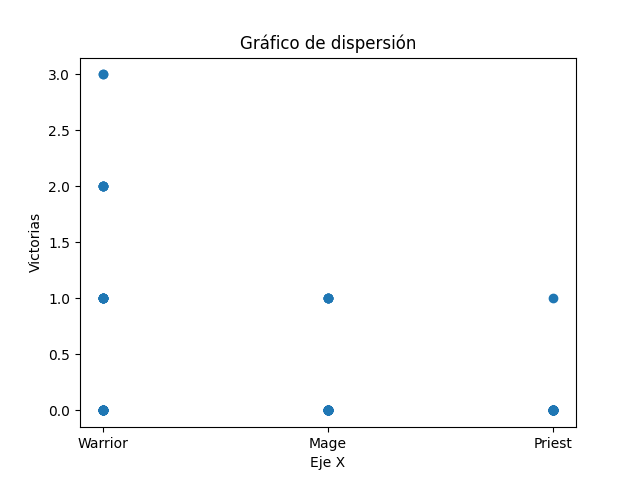 Gráfico de dispersión
3.0
2.5
2.0
1.5
1.0
0.5
0.0
Victorias
Warrior
Mage
Priest
Eje X